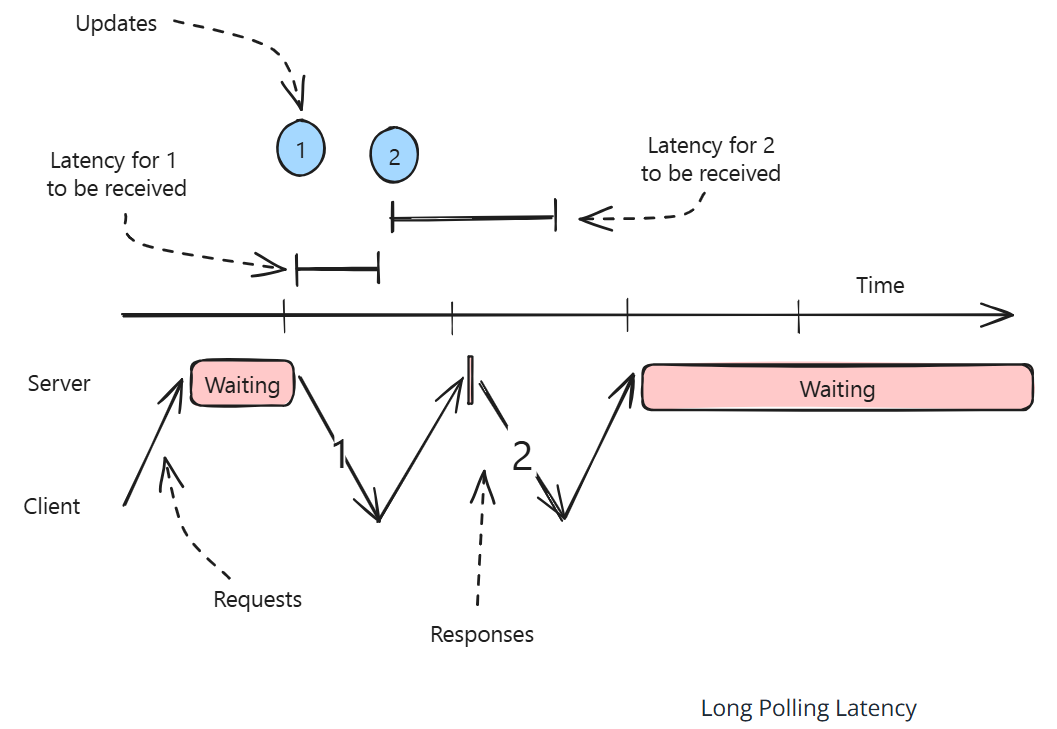 Updates
1
2
Latency for 1
to be received
Latency for 2
to be received
Time
Server
Waiting
Waiting
1
2
Client
Requests
Responses
Long Polling Latency